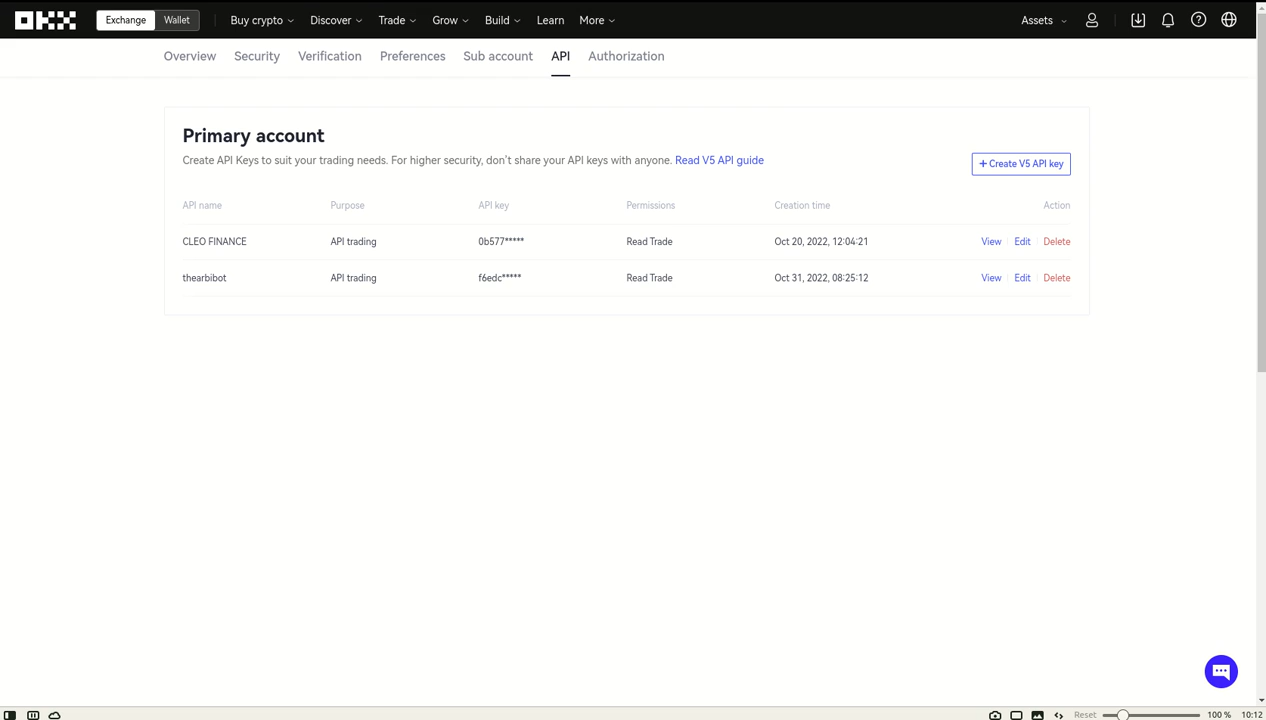 OKX Exchange Wallet Buy crypto Discover Trade Grow Build Learn More Assets
Overview Security Verification Preferences Sub account API Authorization
Primary account
Create API Keys to suit your trading needs. For higher security, don't share your API keys with anyone. Read V5 API guide
+ Create V5 API key
API name Purpose API key Permissions Creation time Action
CLEO FINANCE API trading 0b577***** Read Trade Oct 20, 2022, 12:04:21 View Edit Delete
thearbibot API trading f6edc***** Read Trade Oct 31, 2022, 08:25:12 View Edit Delete
Reset 100 % 10:12